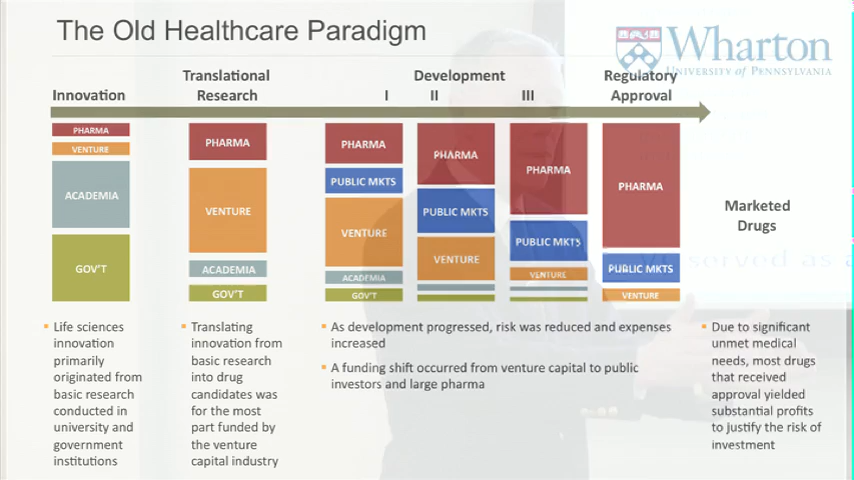 The Old Healthcare Paradigm
Wharton
UNIVERSITY OF PENNSYLVANIA
Innovation
Translational
Research
Development
I II III
Regulatory
Approval
PHARMA
VENTURE
ACADEMIA
GOV'T
PHARMA
VENTURE
ACADEMIA
GOV'T
PHARMA
PUBLIC MKTS
VENTURE
ACADEMIA
GOV'T
PHARMA
PUBLIC MKTS
VENTURE
PHARMA
PUBLIC MKTS
VENTURE
PHARMA
PUBLIC MKTS
VENTURE
Marketed
Drugs
served as a
▪ Life sciences
innovation
primarily
originated from
basic research
conducted in
university and
government
institutions
▪ Translating
innovation from
basic research
into drug
candidates was
for the most
part funded by
the venture
capital industry
▪ As development progressed, risk was reduced and expenses
increased
▪ A funding shift occurred from venture capital to public
investors and large pharma
▪ Due to significant
unmet medical
needs, most drugs
that received
approval yielded
substantial profits
to justify the risk of
investment